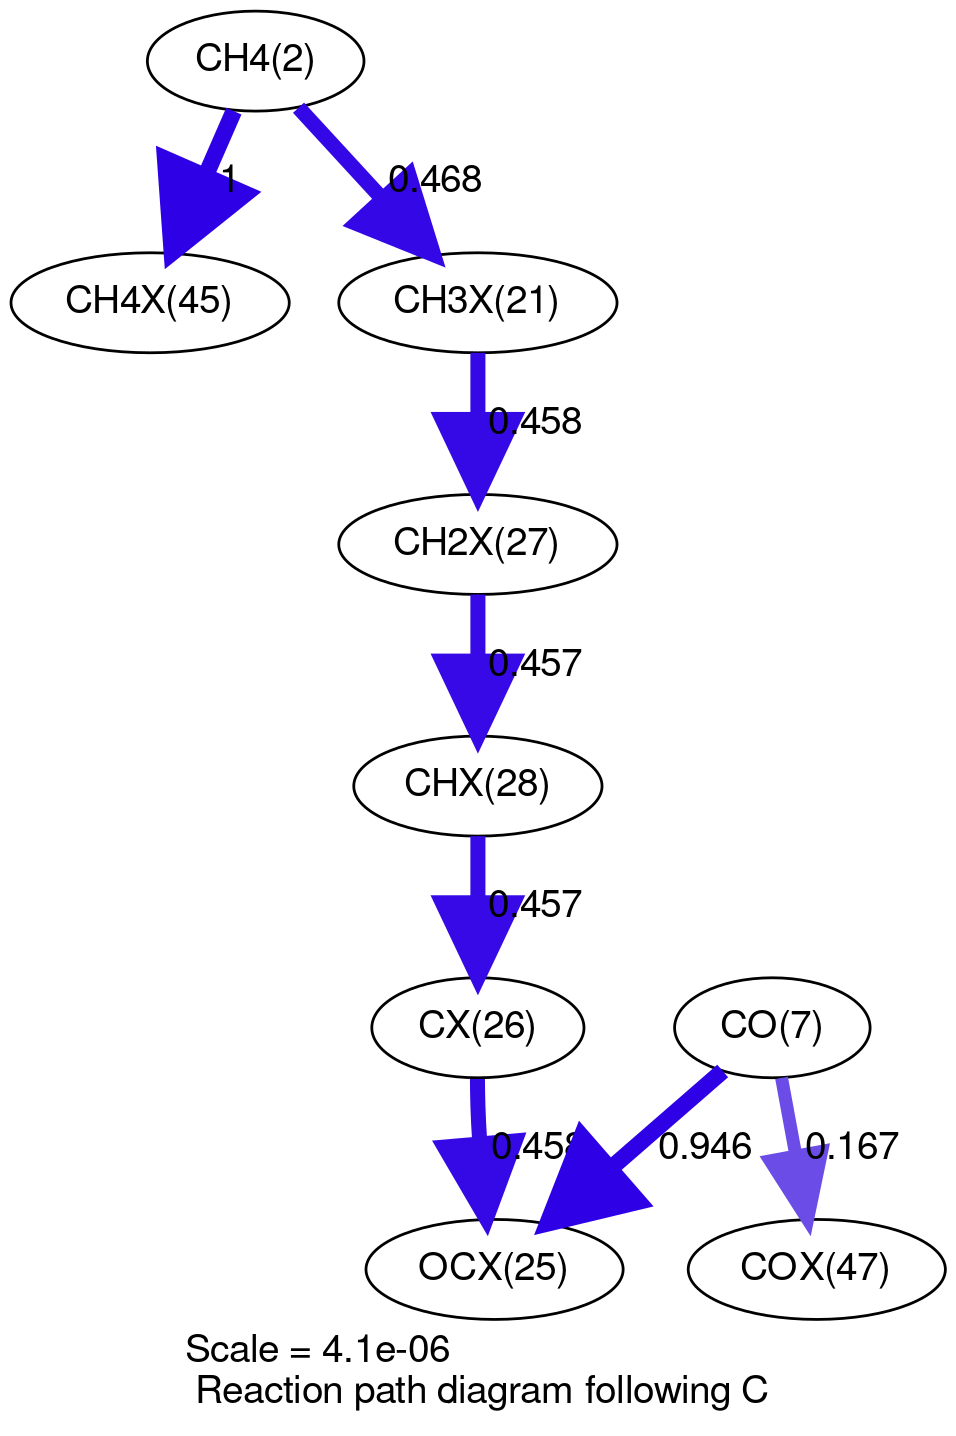 CH4(2)
1
0.468
CH4X(45)
CH3X(21)
0.458
CH2X(27)
0.457
CHX(28)
0.457
CX(26)
CO(7)
0.458
0.946
0.167
OCX(25)
COX(47)
Scale = 4.1e-06
Reaction path diagram following C